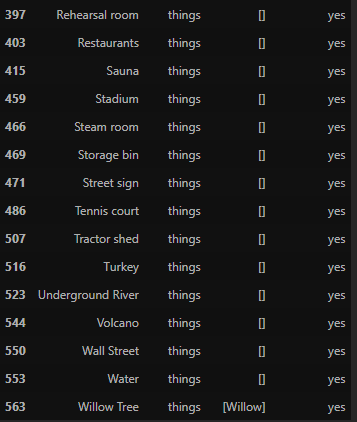 397 Rehearsal room things [] yes
403 Restaurants things [] yes
415 Sauna things [] yes
459 Stadium things [] yes
466 Steam room things [] yes
469 Storage bin things [] yes
471 Street sign things [] yes
486 Tennis court things [] yes
507 Tractor shed things [] yes
516 Turkey things [] yes
523 Underground River things [] yes
544 Volcano things [] yes
550 Wall Street things [] yes
553 Water things [] yes
563 Willow Tree things [Willow] yes